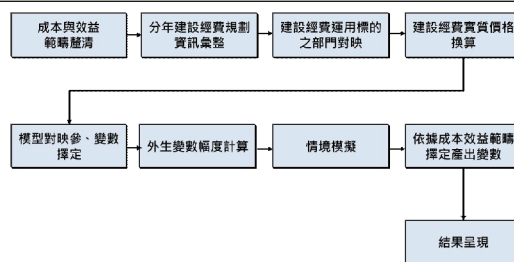 成本與效益
範疇釐清
分年建設經費規劃
資訊彙整
建設經費運用標的
之部門對映
建設經費實質價格
換算
模型對映參、變數
擇定
外生變數幅度計算
情境模擬
依據成本效益範疇
擇定產出變數
結果呈現